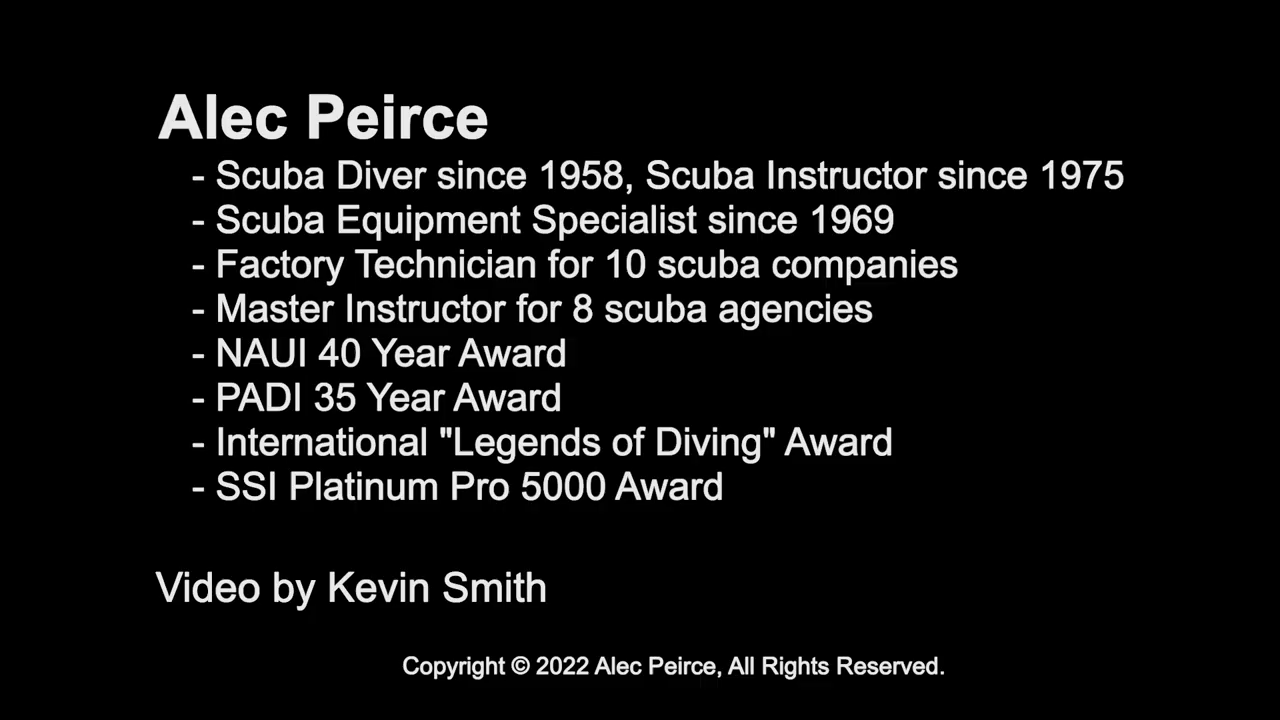 Alec Peirce
- Scuba Diver since 1958, Scuba Instructor since 1975
- Scuba Equipment Specialist since 1969
- Factory Technician for 10 scuba companies
- Master Instructor for 8 scuba agencies
- NAUI 40 Year Award
- PADI 35 Year Award
- International "Legends of Diving" Award
- SSI Platinum Pro 5000 Award
Video by Kevin Smith
Copyright © 2022 Alec Peirce, All Rights Reserved.